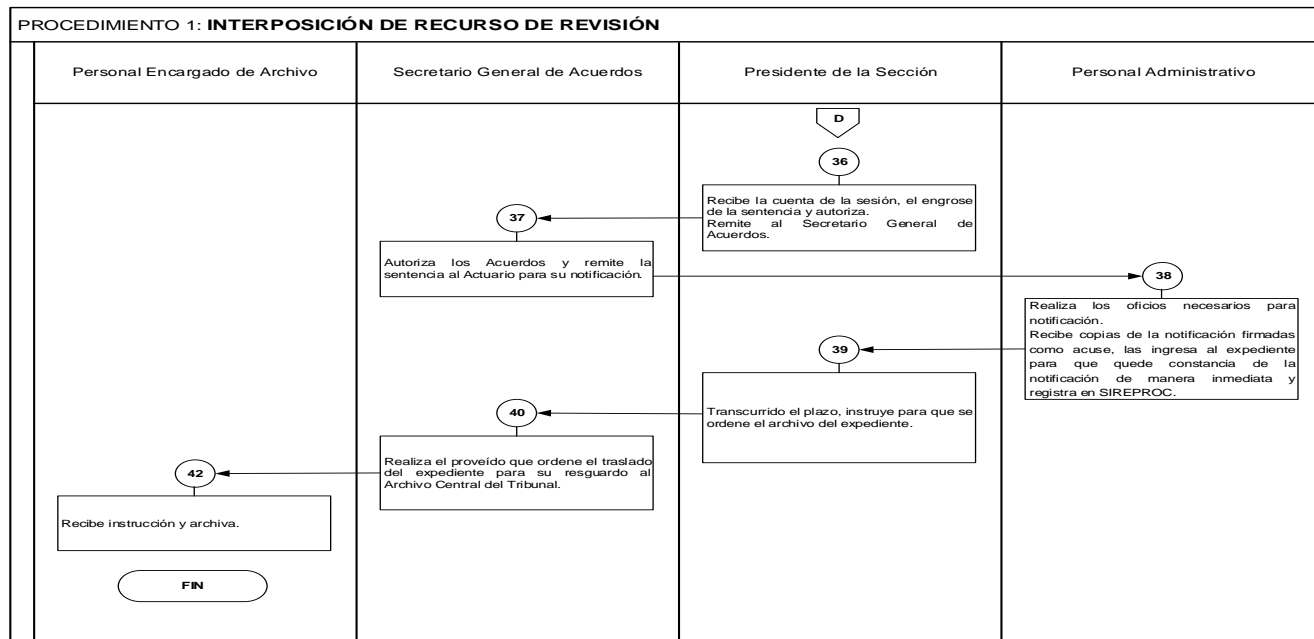 PROCEDIMIENTO 1: INTERPOSICIÓN DE RECURSO DE REVISIÓN
Personal Encargado de Archivo
Secretario General de Acuerdos
Presidente de la Sección
Personal Administrativo
D
36
Recibe la cuenta de la sesión, el engrose
de la sentencia y autoriza.
Remite al Secretario General de
Acuerdos.
37
Autoriza los Acuerdos y remite la
sentencia al Actuario para su notificación.
38
Realiza los oficios necesarios para
notificación.
Recibe copias de la notificación firmadas
como acuse, las ingresa al expediente
para que quede constancia de la
notificación de manera inmediata y
registra en SIREPROC.
39
Transcurrido el plazo, instruye para que se
ordene el archivo del expediente.
40
Realiza el proveído que ordene el traslado
del expediente para su resguardo al
Archivo Central del Tribunal.
42
Recibe instrucción y archiva.
FIN